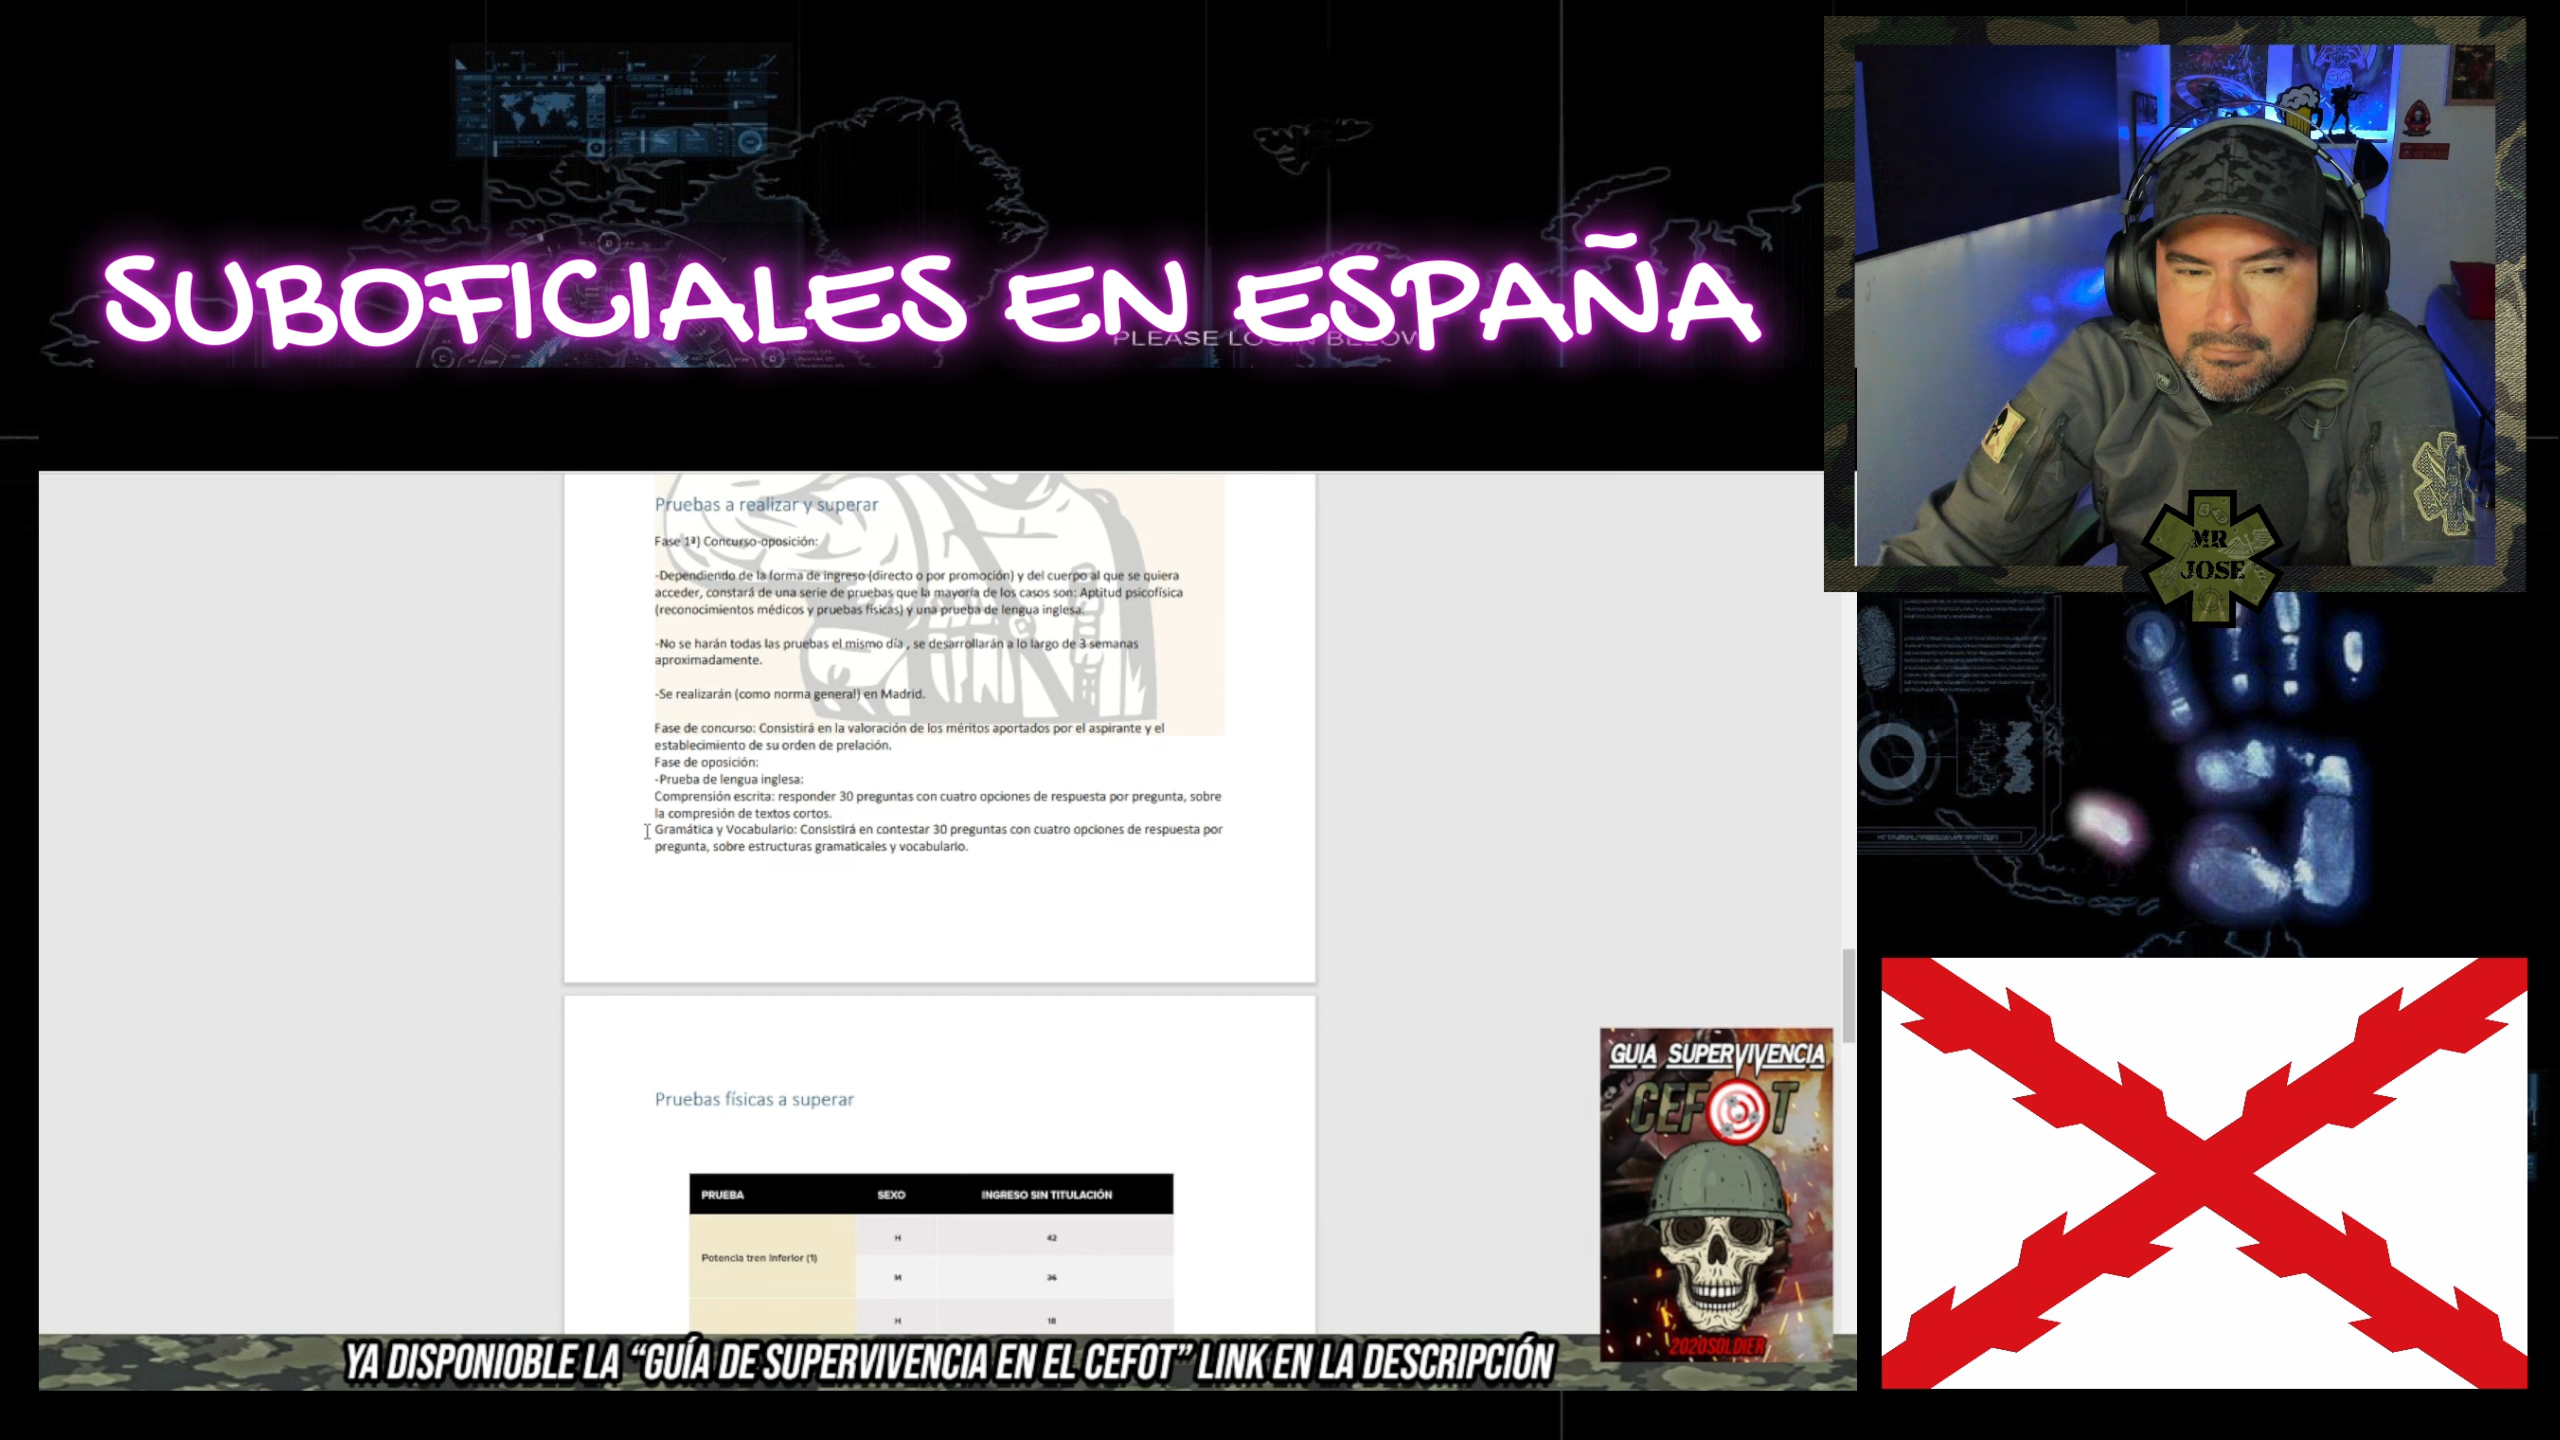 SUBOFICIALES EN ESPAÑA
PLEASE LOGIN BELOW
MR
JOSE
Pruebas a realizar y superar
Fase 1ª) Concurso-oposición:
-Dependiendo de la forma de ingreso (directo o por promoción) y del cuerpo al que se quiera
acceder, constará de una serie de pruebas que la mayoría de los casos son: Aptitud psicofísica
(reconocimientos médicos y pruebas físicas) y una prueba de lengua inglesa.
-No se harán todas las pruebas el mismo día , se desarrollarán a lo largo de 3 semanas
aproximadamente.
-Se realizarán (como norma general) en Madrid.
Fase de concurso: Consistirá en la valoración de los méritos aportados por el aspirante y el
establecimiento de su orden de prelación.
Fase de oposición:
-Prueba de lengua inglesa:
Comprensión escrita: responder 30 preguntas con cuatro opciones de respuesta por pregunta, sobre
la compresión de textos cortos.
Gramática y Vocabulario: Consistirá en contestar 30 preguntas con cuatro opciones de respuesta por
pregunta, sobre estructuras gramaticales y vocabulario.
Pruebas físicas a superar
PRUEBA SEXO INGRESO SIN TITULACIÓN
Potencia tren Inferior (1)
H 42
M 36
H 18
GUIA SUPERVIVENCIA
CEFOT
2020SOLDIER
YA DISPONIOBLE LA “GUÍA DE SUPERVIVENCIA EN EL CEFOT” LINK EN LA DESCRIPCIÓN